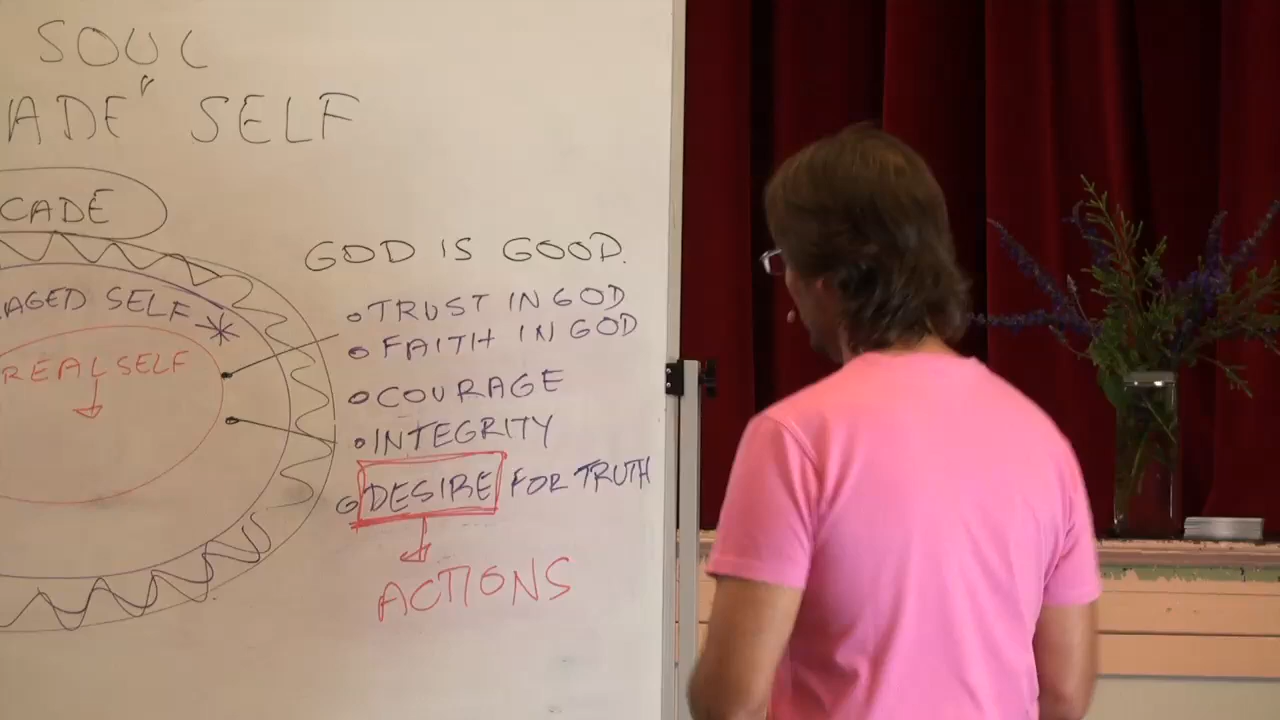 SOUL
ADE" SELF
CADE
GOD IS GOOD.
AGED SELF *
REAL SELF
• TRUST IN GOD
• FAITH IN GOD
• COURAGE
• INTEGRITY
• DESIRE FOR TRUTH
ACTIONS